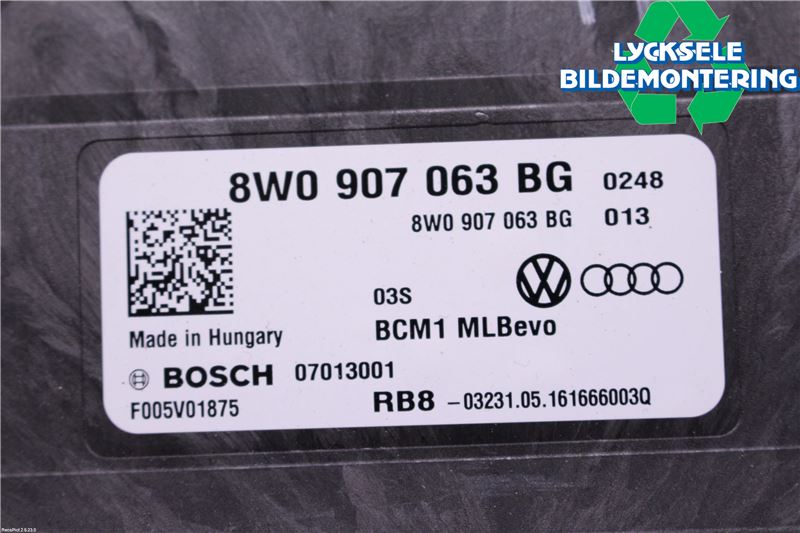 LYCKSELE
BILDEMONTERING
8W0 907 063 BG 0248
8W0 907 063 BG 013
03S
Made in Hungary
BCM1 MLBevo
BOSCH 07013001
F005V01875
RB8 -03231.05.161666003Q